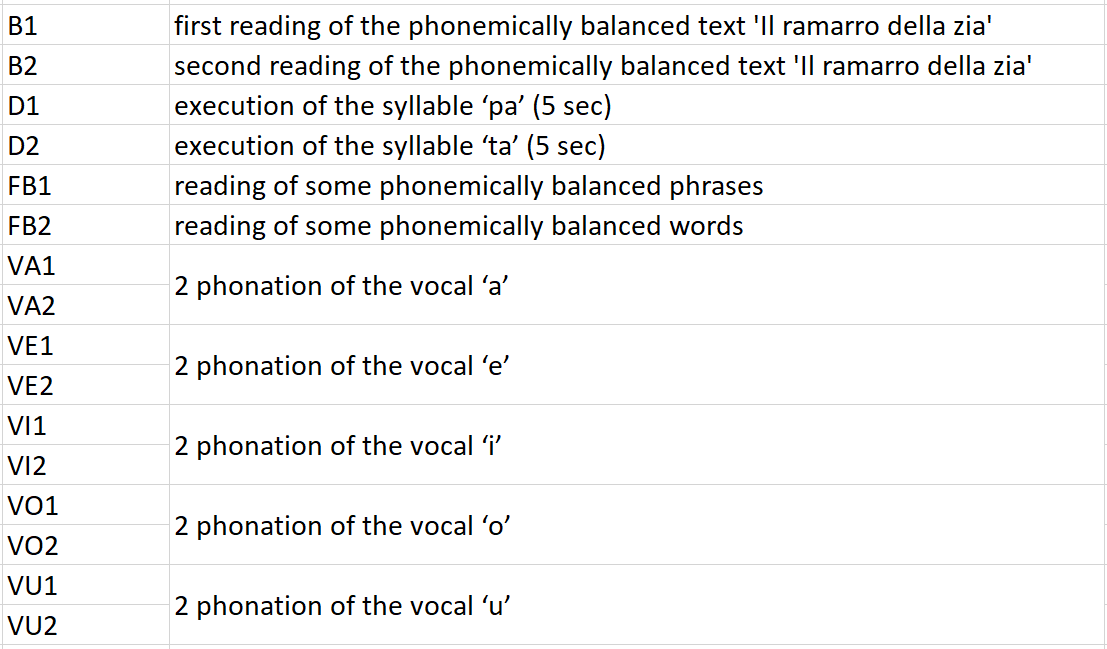 B1 first reading of the phonemically balanced text 'Il ramarro della zia'
B2 second reading of the phonemically balanced text 'Il ramarro della zia'
D1 execution of the syllable ‘pa’ (5 sec)
D2 execution of the syllable ‘ta’ (5 sec)
FB1 reading of some phonemically balanced phrases
FB2 reading of some phonemically balanced words
VA1
2 phonation of the vocal ‘a’
VA2
VE1
2 phonation of the vocal ‘e’
VE2
VI1
2 phonation of the vocal ‘i’
VI2
VO1
2 phonation of the vocal ‘o’
VO2
VU1
2 phonation of the vocal ‘u’
VU2